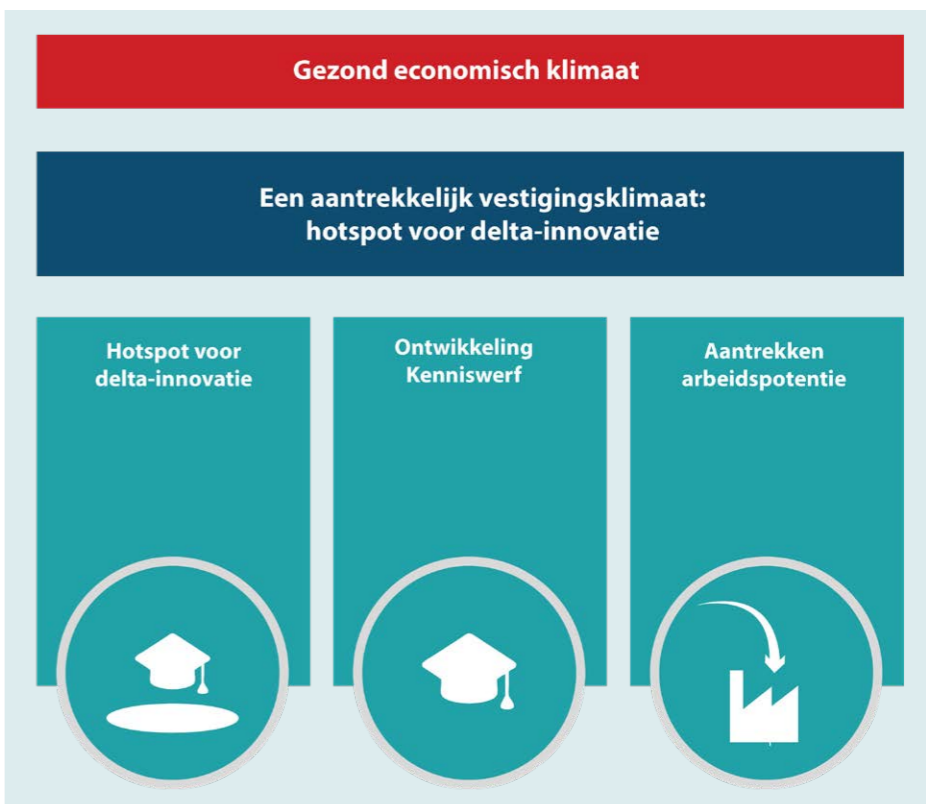 Gezond economisch klimaat
Een aantrekkelijk vestigingsklimaat:
hotspot voor delta-innovatie
Hotspot voor
delta-innovatie
Ontwikkeling
Kenniswerf
Aantrekken
arbeidspotentie